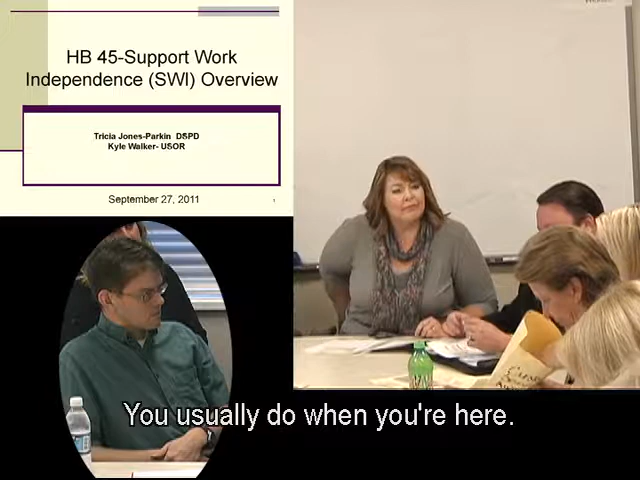 HB 45-Support Work
Independence (SWI) Overview
Tricia Jones-Parkin DSPD
Kyle Walker- USOR
September 27, 2011
1
You usually do when you're here.